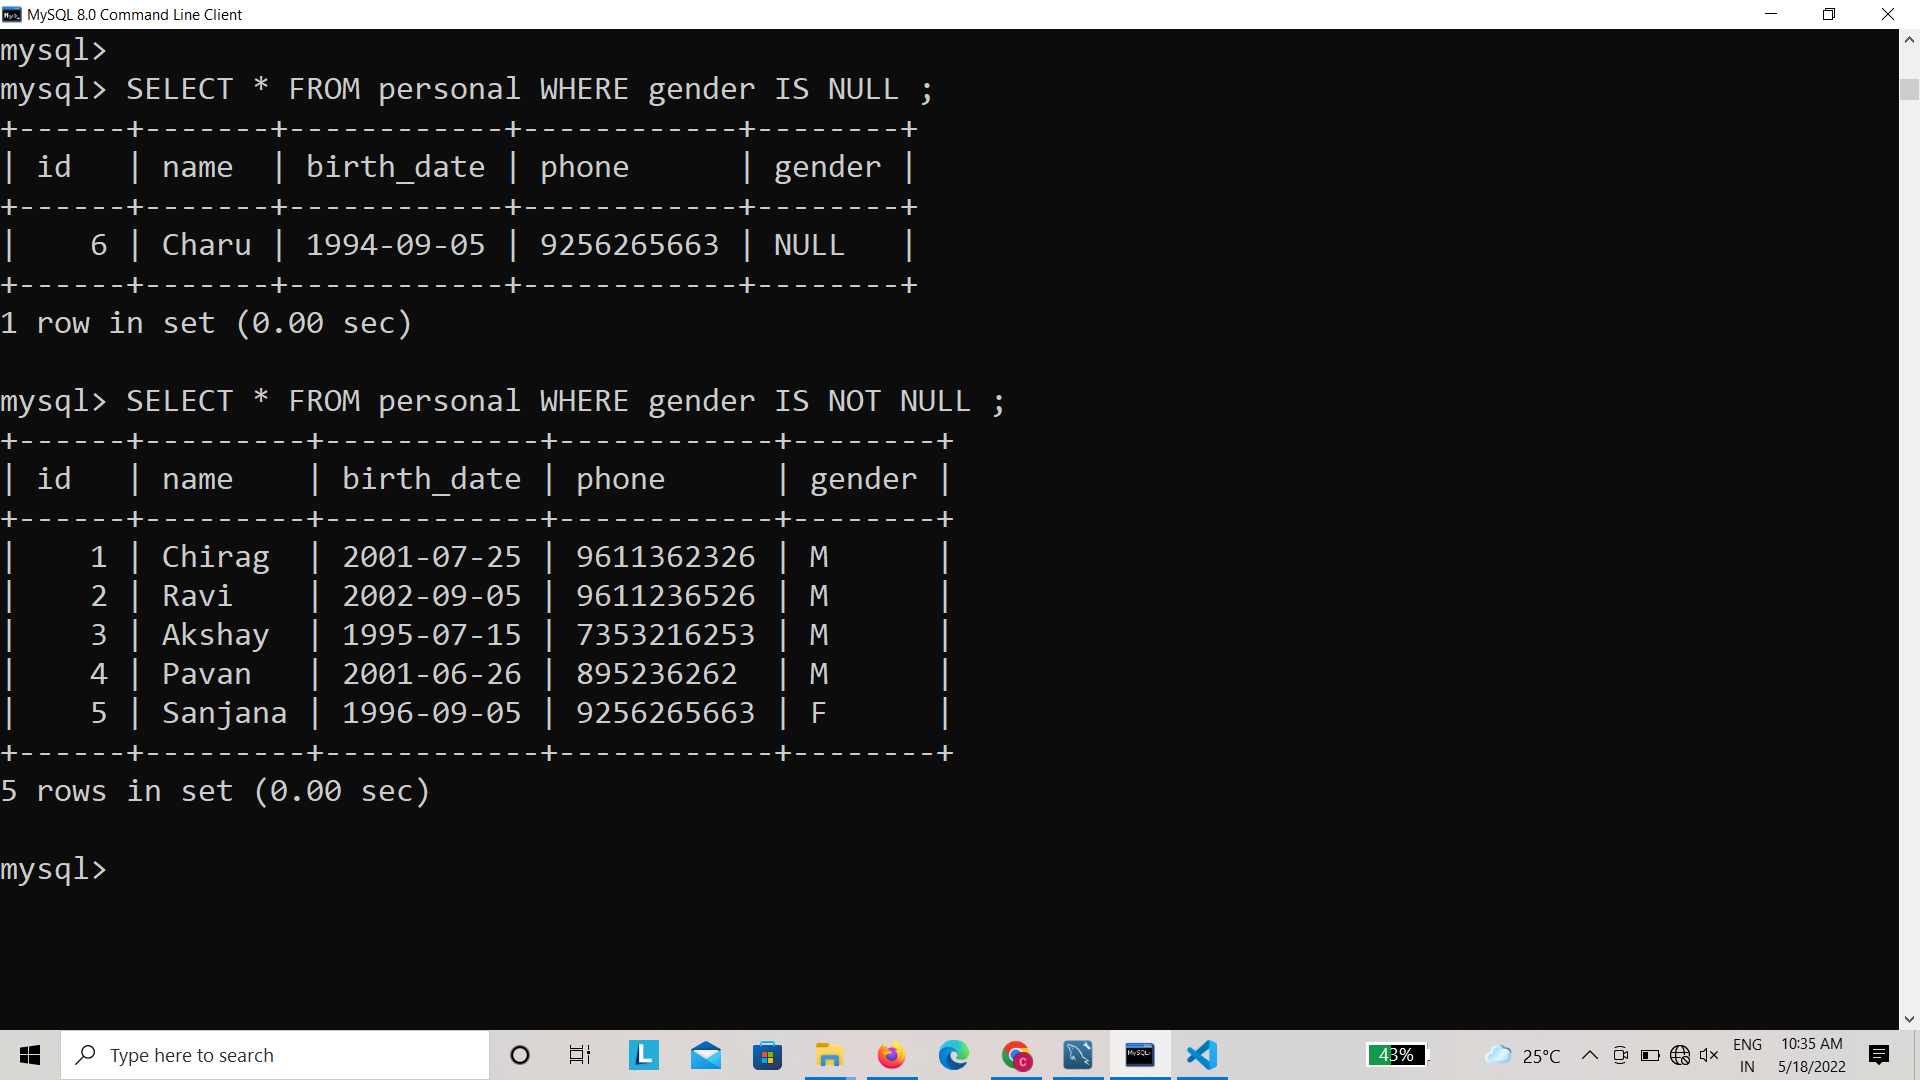 MySQL 8.0 Command Line Client
mysql>
mysql> SELECT * FROM personal WHERE gender IS NULL ;
+------+-------+------------+------------+--------+
| id   | name  | birth_date | phone      | gender |
+------+-------+------------+------------+--------+
|    6 | Charu | 1994-09-05 | 9256265663 | NULL   |
+------+-------+------------+------------+--------+
1 row in set (0.00 sec)
mysql> SELECT * FROM personal WHERE gender IS NOT NULL ;
+------+---------+------------+------------+--------+
| id   | name    | birth_date | phone      | gender |
+------+---------+------------+------------+--------+
|    1 | Chirag  | 2001-07-25 | 9611362326 | M      |
|    2 | Ravi    | 2002-09-05 | 9611236526 | M      |
|    3 | Akshay  | 1995-07-15 | 7353216253 | M      |
|    4 | Pavan   | 2001-06-26 | 895236262  | M      |
|    5 | Sanjana | 1996-09-05 | 9256265663 | F      |
+------+---------+------------+------------+--------+
5 rows in set (0.00 sec)
mysql>
Type here to search
L
C
MySQL
43%
25°C
ENG
IN
10:35 AM
5/18/2022